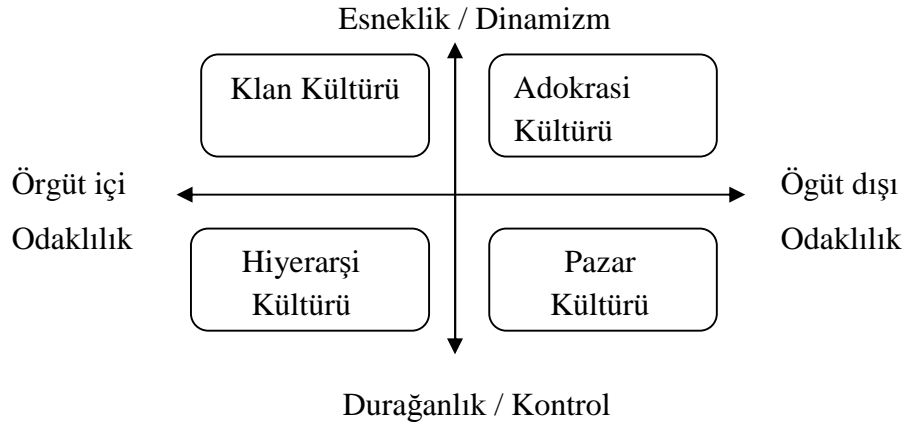 Esneklik / Dinamizm
Klan Kültürü
Adokrasi
Kültürü
Örgüt içi
Odaklılık
Ögüt dışı
Odaklılık
Hiyerarşi
Kültürü
Pazar
Kültürü
Durağanlık / Kontrol